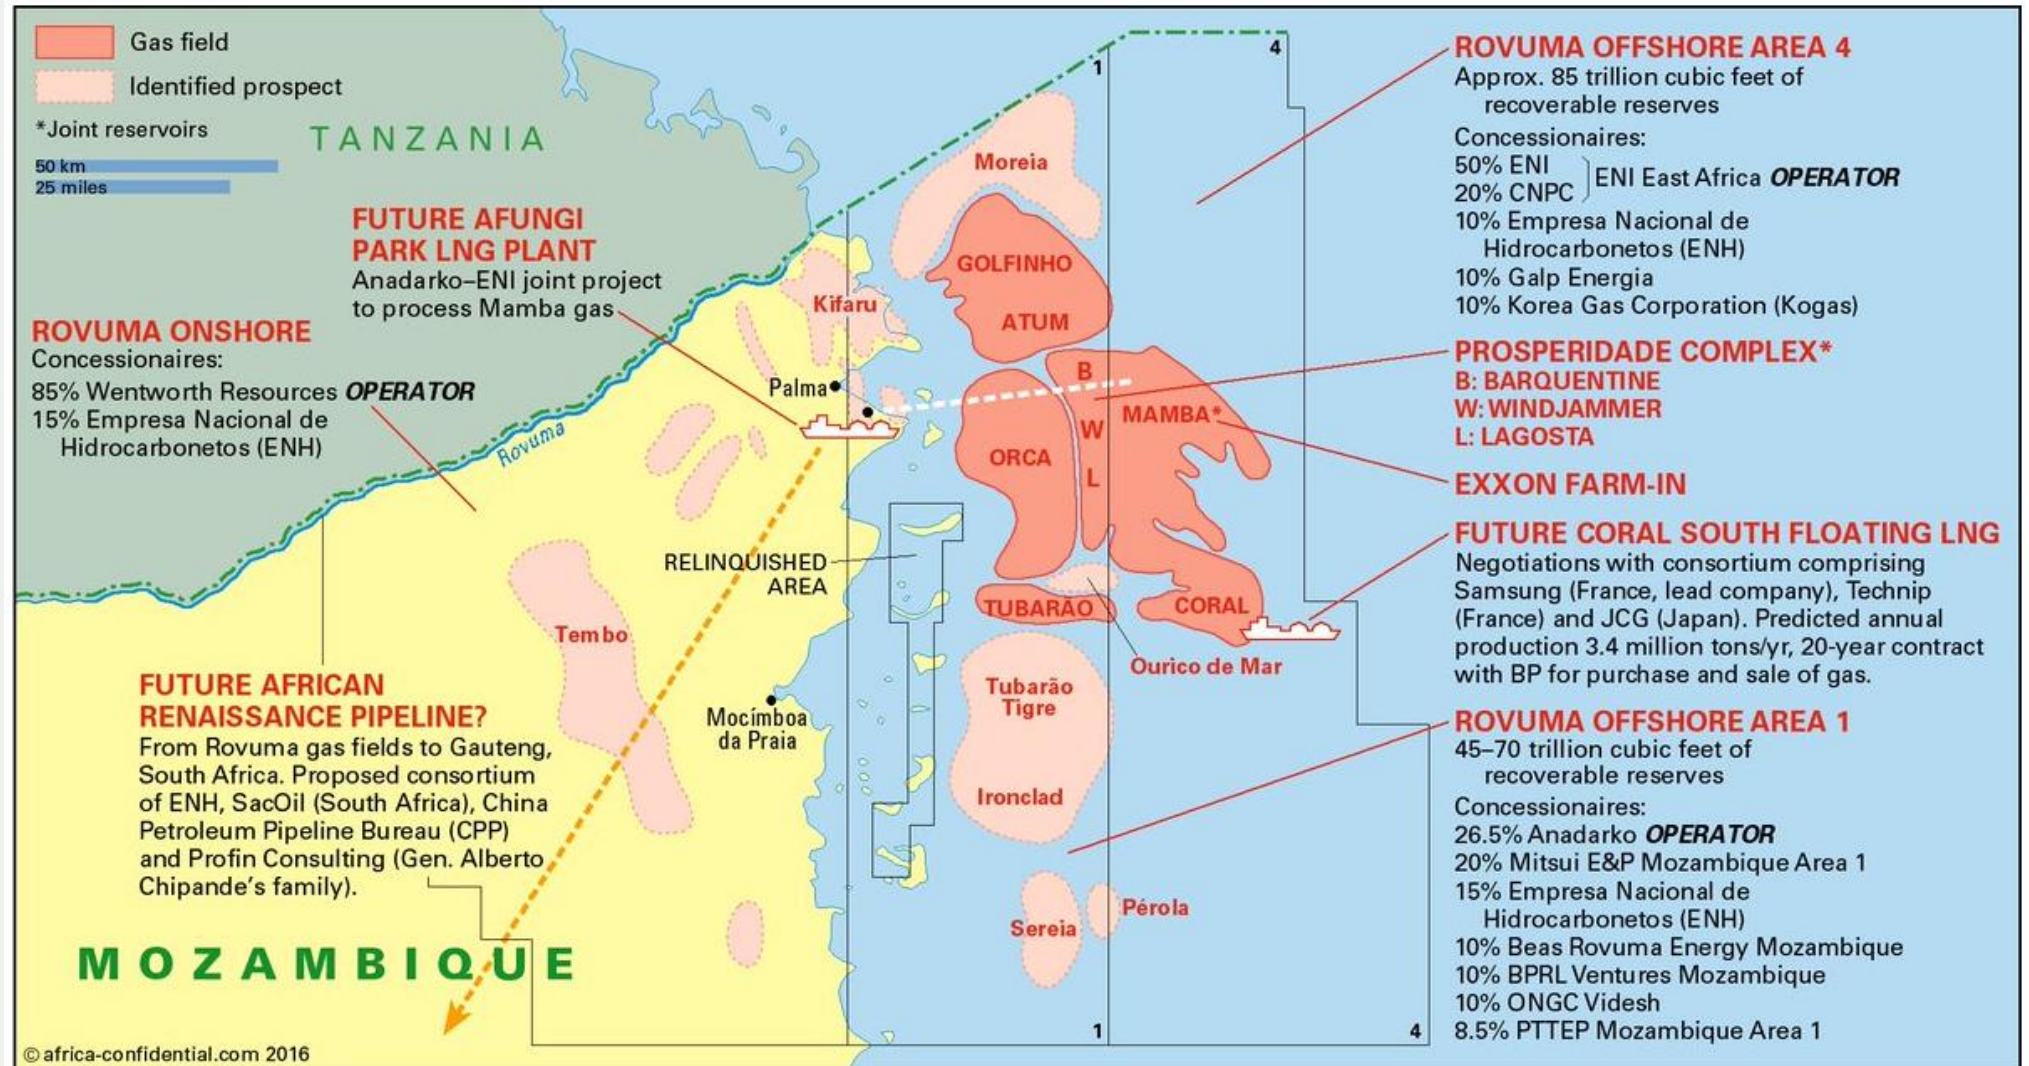 Gas field
Identified prospect
*Joint reservoirs
50 km
25 miles
TANZANIA
FUTURE AFUNGI
PARK LNG PLANT
Anadarko–ENI joint project
to process Mamba gas
ROVUMA ONSHORE
Concessionaires:
85% Wentworth Resources OPERATOR
15% Empresa Nacional de
Hidrocarbonetos (ENH)
Rovuma
FUTURE AFRICAN
RENAISSANCE PIPELINE?
From Rovuma gas fields to Gauteng,
South Africa. Proposed consortium
of ENH, SacOil (South Africa), China
Petroleum Pipeline Bureau (CPP)
and Profin Consulting (Gen. Alberto
Chipande's family).
MOZAMBIQUE
© africa-confidential.com 2016
Kifaru
Palma
RELINQUISHED
AREA
Tembo
Mocímboa
da Praia
1
4
Moreia
GOLFINHO
ATUM
B
W
L
MAMBA*
ORCA
TUBARÃO
CORAL
Ourico de Mar
Tubarão
Tigre
Ironclad
Sereia
Pérola
1
4
ROVUMA OFFSHORE AREA 4
Approx. 85 trillion cubic feet of
recoverable reserves
Concessionaires:
50% ENI
20% CNPC
ENI East Africa OPERATOR
10% Empresa Nacional de
Hidrocarbonetos (ENH)
10% Galp Energia
10% Korea Gas Corporation (Kogas)
PROSPERIDADE COMPLEX*
B: BARQUENTINE
W: WINDJAMMER
L: LAGOSTA
EXXON FARM-IN
FUTURE CORAL SOUTH FLOATING LNG
Negotiations with consortium comprising
Samsung (France, lead company), Technip
(France) and JCG (Japan). Predicted annual
production 3.4 million tons/yr, 20-year contract
with BP for purchase and sale of gas.
ROVUMA OFFSHORE AREA 1
45–70 trillion cubic feet of
recoverable reserves
Concessionaires:
26.5% Anadarko OPERATOR
20% Mitsui E&P Mozambique Area 1
15% Empresa Nacional de
Hidrocarbonetos (ENH)
10% Beas Rovuma Energy Mozambique
10% BPRL Ventures Mozambique
10% ONGC Videsh
8.5% PTTEP Mozambique Area 1